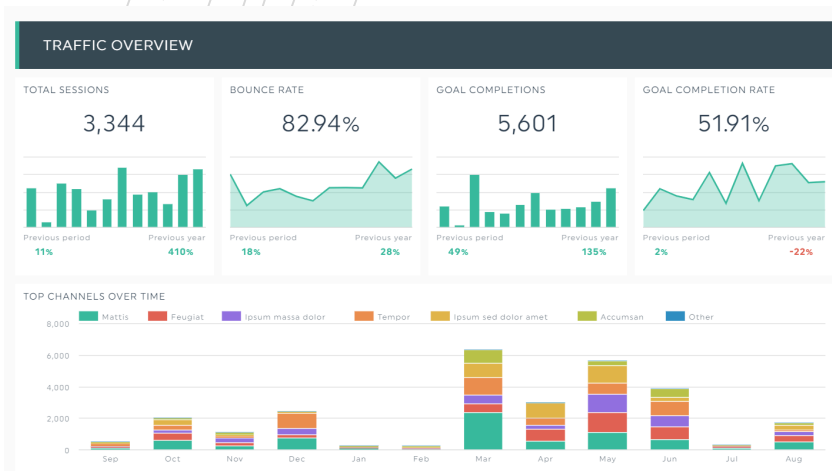 TRAFFIC OVERVIEW
TOTAL SESSIONS
3,344
Previous period Previous year
11% 410%
BOUNCE RATE
82.94%
Previous period Previous year
18% 28%
GOAL COMPLETIONS
5,601
Previous period Previous year
49% 135%
GOAL COMPLETION RATE
51.91%
Previous period Previous year
2% -22%
TOP CHANNELS OVER TIME
Mattis Feugiat Ipsum massa dolor Tempor Ipsum sed dolor amet Accumsan Other
8,000
6,000
4,000
2,000
0
Sep Oct Nov Dec Jan Feb Mar Apr May Jun Jul Aug